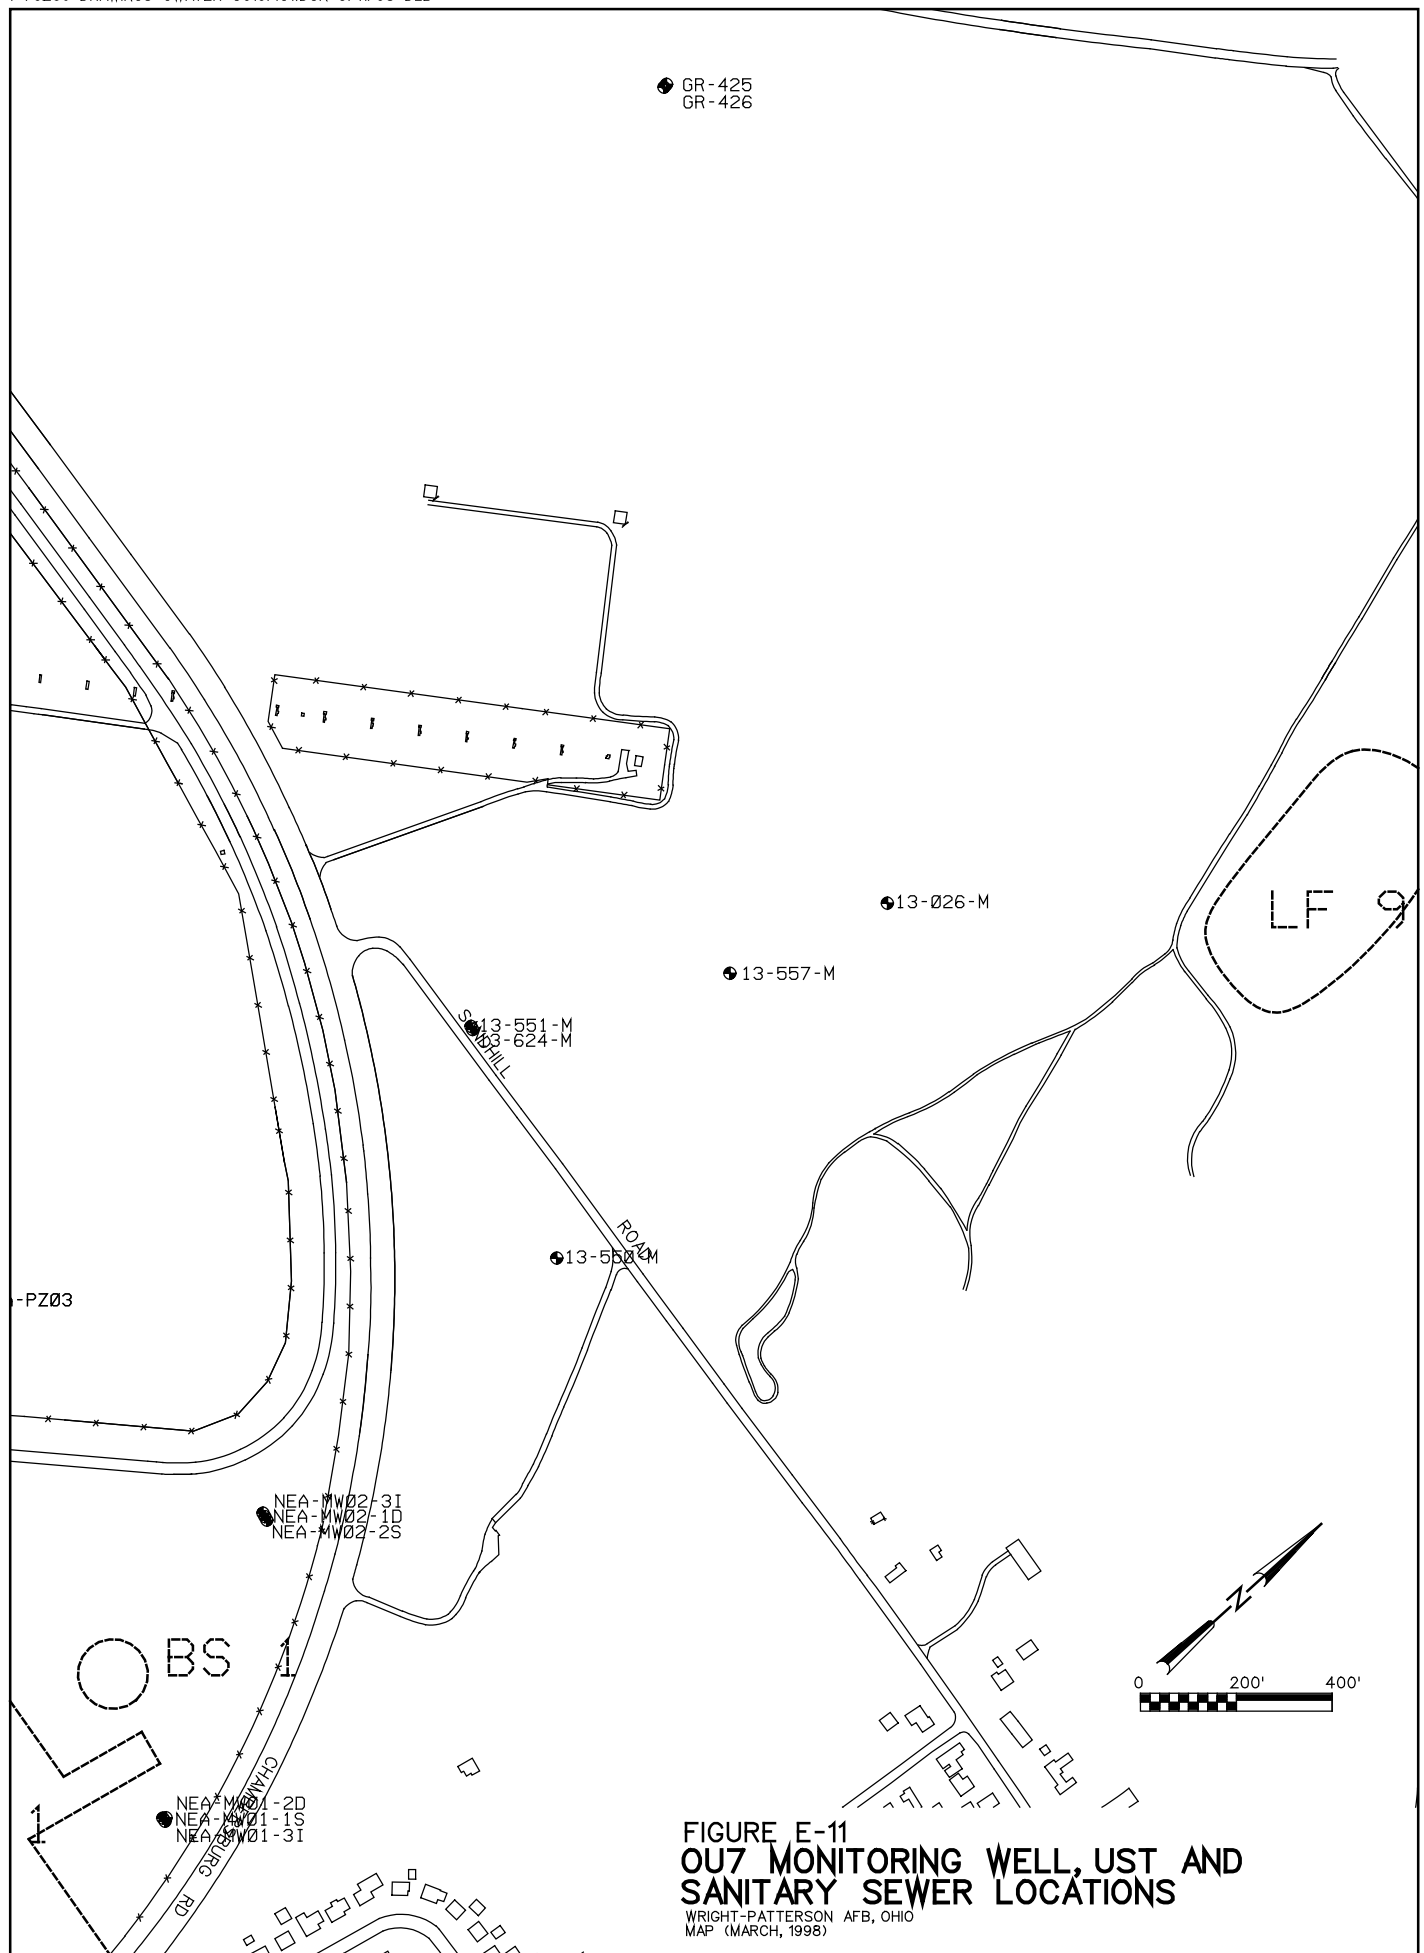 GR-425
GR-426
LF 9
13-026-M
13-557-M
13-551-M
13-624-M
SANDHILL
ROAD
13-550-M
-PZ03
NEA-MW02-3I
NEA-MW02-1D
NEA-MW02-2S
N
BS 1
0 200' 400'
CHAMBERSBURG RD
NEA-MW01-2D
NEA-MW01-1S
NEA-MW01-3I
1
FIGURE E-11
OU7 MONITORING WELL, UST AND
SANITARY SEWER LOCATIONS
WRIGHT-PATTERSON AFB, OHIO
MAP (MARCH, 1998)